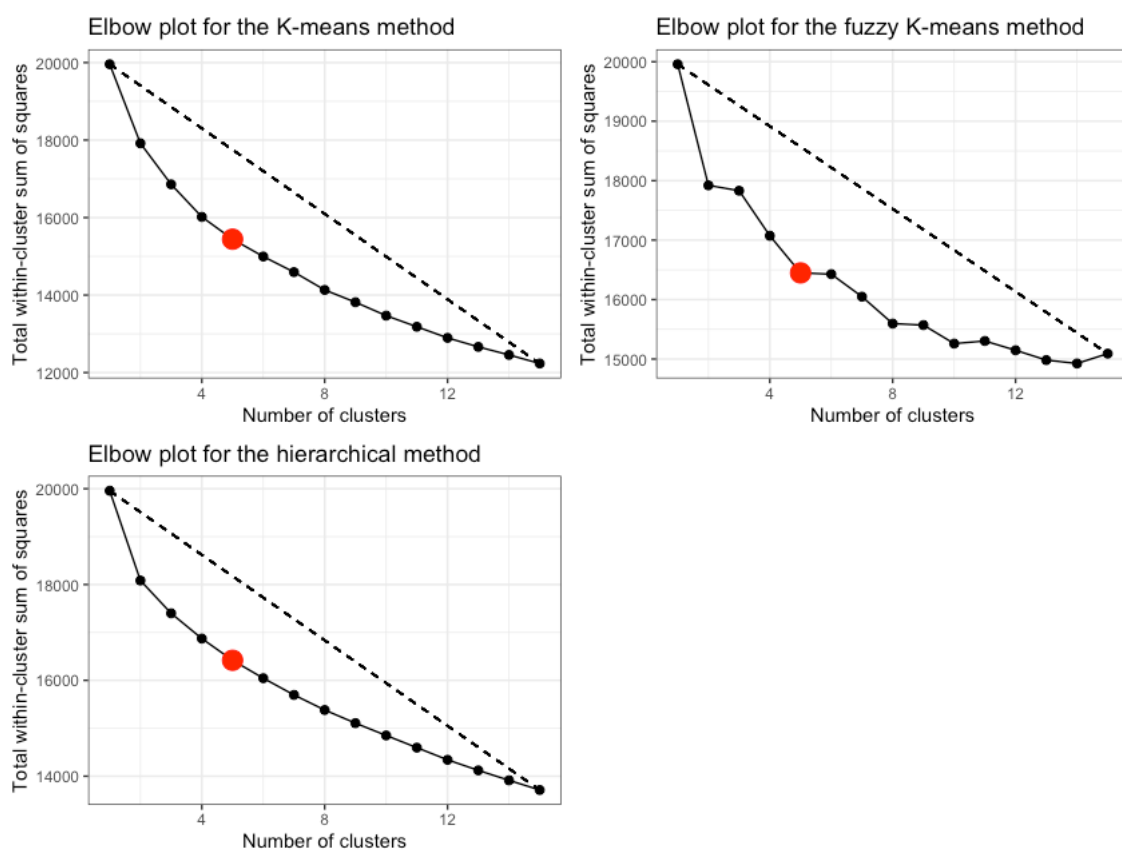 Elbow plot for the K-means method
Total within-cluster sum of squares
20000
18000
16000
14000
12000
4
8
12
Number of clusters
Elbow plot for the fuzzy K-means method
Total within-cluster sum of squares
20000
19000
18000
17000
16000
15000
4
8
12
Number of clusters
Elbow plot for the hierarchical method
Total within-cluster sum of squares
20000
18000
16000
14000
4
8
12
Number of clusters